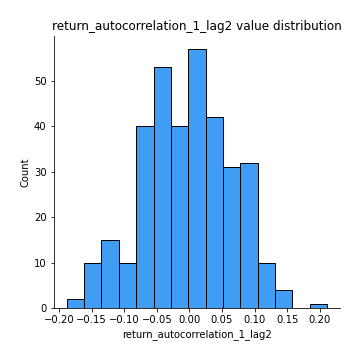 return_autocorrelation_1_lag2 value distribution
Count
50
40
30
20
10
0
−0.20 −0.15 −0.10 −0.05 0.00 0.05 0.10 0.15 0.20
return_autocorrelation_1_lag2